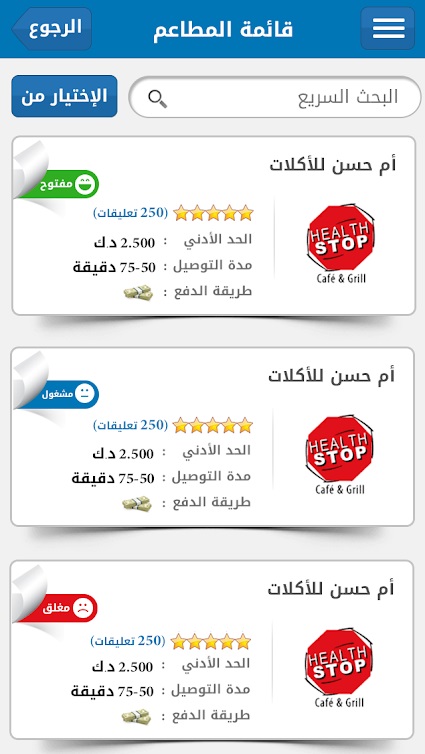 الرجوع
قائمة المطاعم
الإختيار من
البحث السريع
أم حسن للأكلات
مفتوح
(250 تعليقات)
الحد الأدني : 2.500 د.ك
مدة التوصيل : 50-75 دقيقة
طريقة الدفع :
HEALTH
STOP
Café & Grill
أم حسن للأكلات
مشغول
(250 تعليقات)
الحد الأدني : 2.500 د.ك
مدة التوصيل : 50-75 دقيقة
طريقة الدفع :
HEALTH
STOP
Café & Grill
أم حسن للأكلات
مغلق
(250 تعليقات)
الحد الأدني : 2.500 د.ك
مدة التوصيل : 50-75 دقيقة
طريقة الدفع :
HEALTH
STOP
Café & Grill